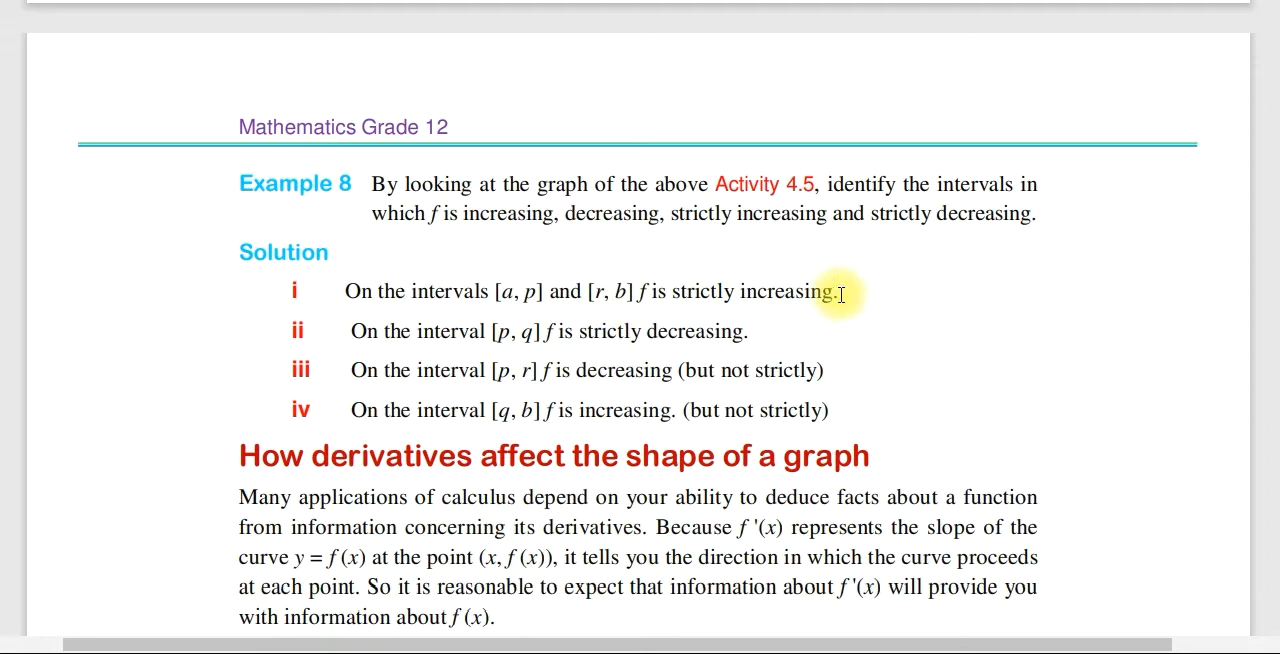 Mathematics Grade 12
Example 8 By looking at the graph of the above Activity 4.5, identify the intervals in
which f is increasing, decreasing, strictly increasing and strictly decreasing.
Solution
i On the intervals [a, p] and [r, b] f is strictly increasing.
ii On the interval [p, q] f is strictly decreasing.
iii On the interval [p, r] f is decreasing (but not strictly)
iv On the interval [q, b] f is increasing. (but not strictly)
How derivatives affect the shape of a graph
Many applications of calculus depend on your ability to deduce facts about a function
from information concerning its derivatives. Because f '(x) represents the slope of the
curve y = f (x) at the point (x, f (x)), it tells you the direction in which the curve proceeds
at each point. So it is reasonable to expect that information about f '(x) will provide you
with information about f (x).